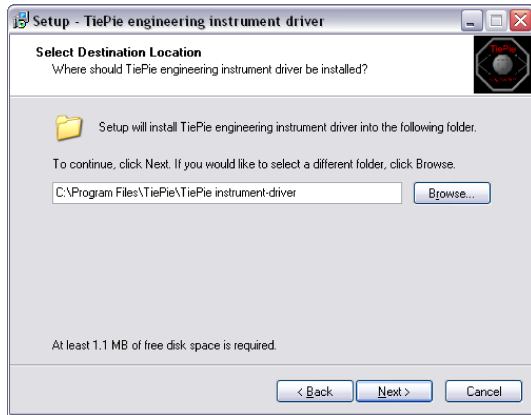 Setup - TiePie engineering instrument driver
Select Destination Location
Where should TiePie engineering instrument driver be installed?
TiePie
Setup will install TiePie engineering instrument driver into the following folder.
To continue, click Next. If you would like to select a different folder, click Browse.
C:\Program Files\TiePie\TiePie instrument-driver
Browse...
At least 1.1 MB of free disk space is required.
< Back
Next >
Cancel